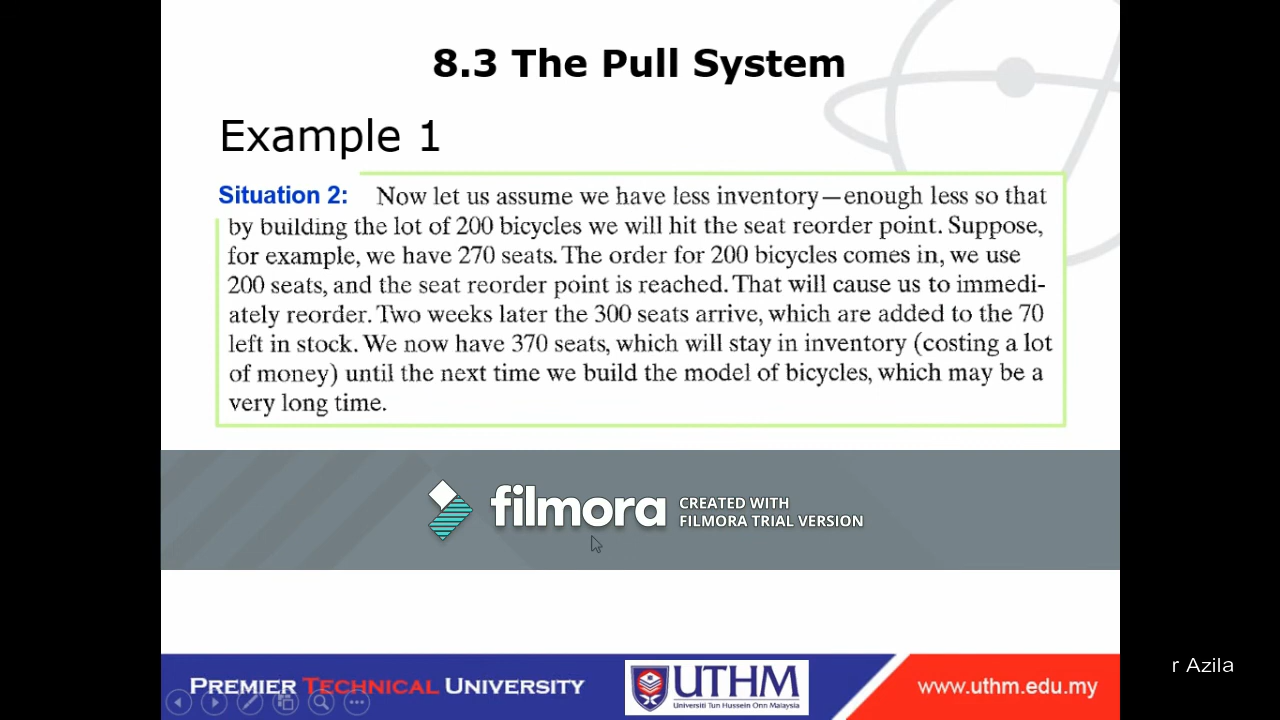 8.3 The Pull System
Example 1
Situation 2: Now let us assume we have less inventory—enough less so that
by building the lot of 200 bicycles we will hit the seat reorder point. Suppose,
for example, we have 270 seats. The order for 200 bicycles comes in, we use
200 seats, and the seat reorder point is reached. That will cause us to immedi-
ately reorder. Two weeks later the 300 seats arrive, which are added to the 70
left in stock. We now have 370 seats, which will stay in inventory (costing a lot
of money) until the next time we build the model of bicycles, which may be a
very long time.
filmora
CREATED WITH
FILMORA TRIAL VERSION
PREMIER TECHNICAL UNIVERSITY
UTHM
Universiti Tun Hussein Onn Malaysia
www.uthm.edu.my
r Azila